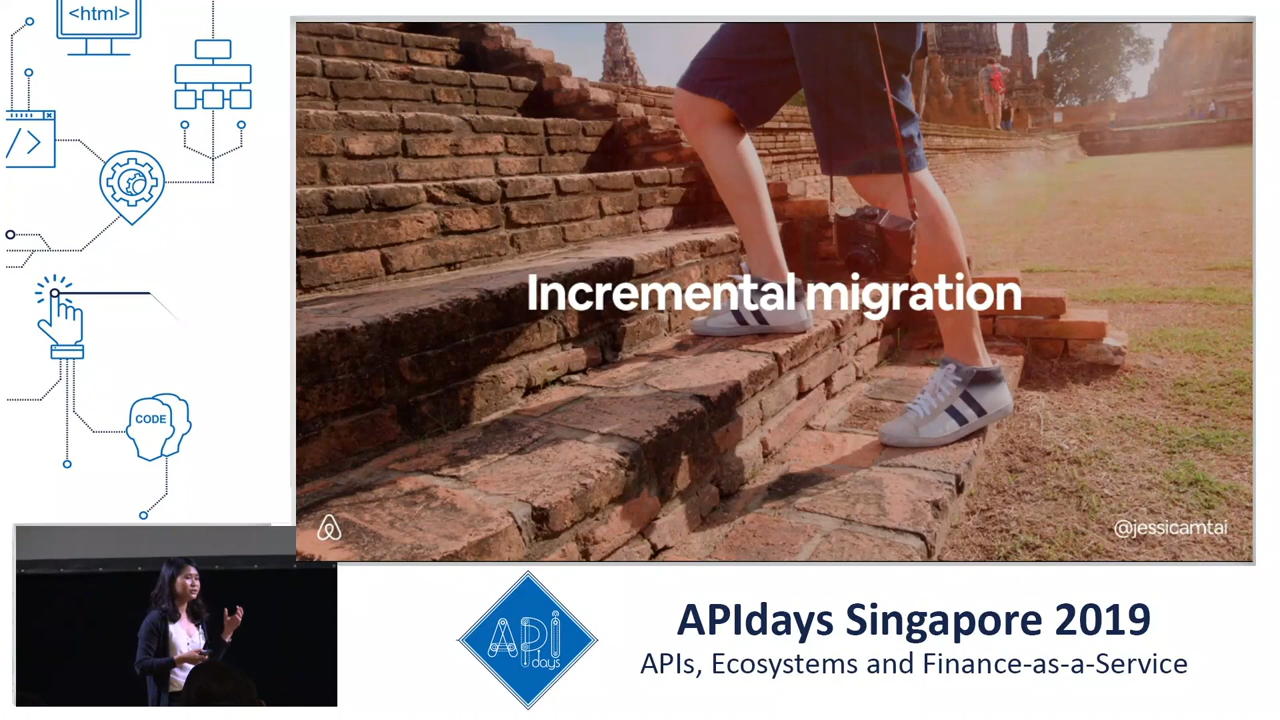 <html>
</>
CODE
Incremental migration
@jessicamtai
API
days
APIdays Singapore 2019
APIs, Ecosystems and Finance-as-a-Service